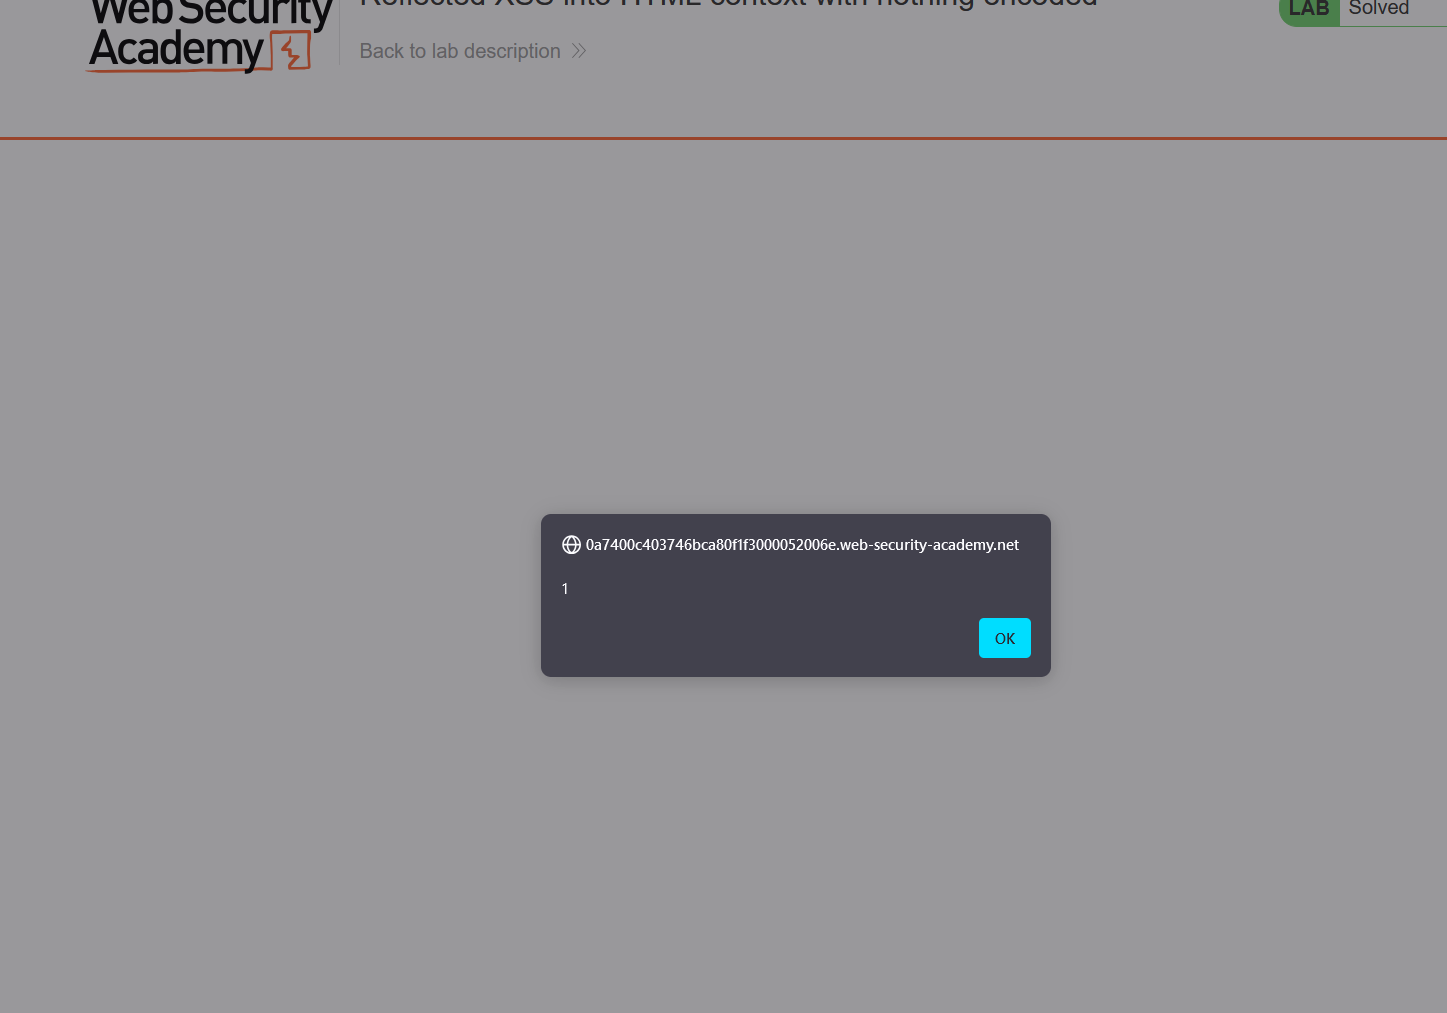 Web Security
Academy
Reflected XSS into HTML context with nothing encoded
Back to lab description
LAB
Solved
0a7400c403746bca80f1f3000052006e.web-security-academy.net
1
OK